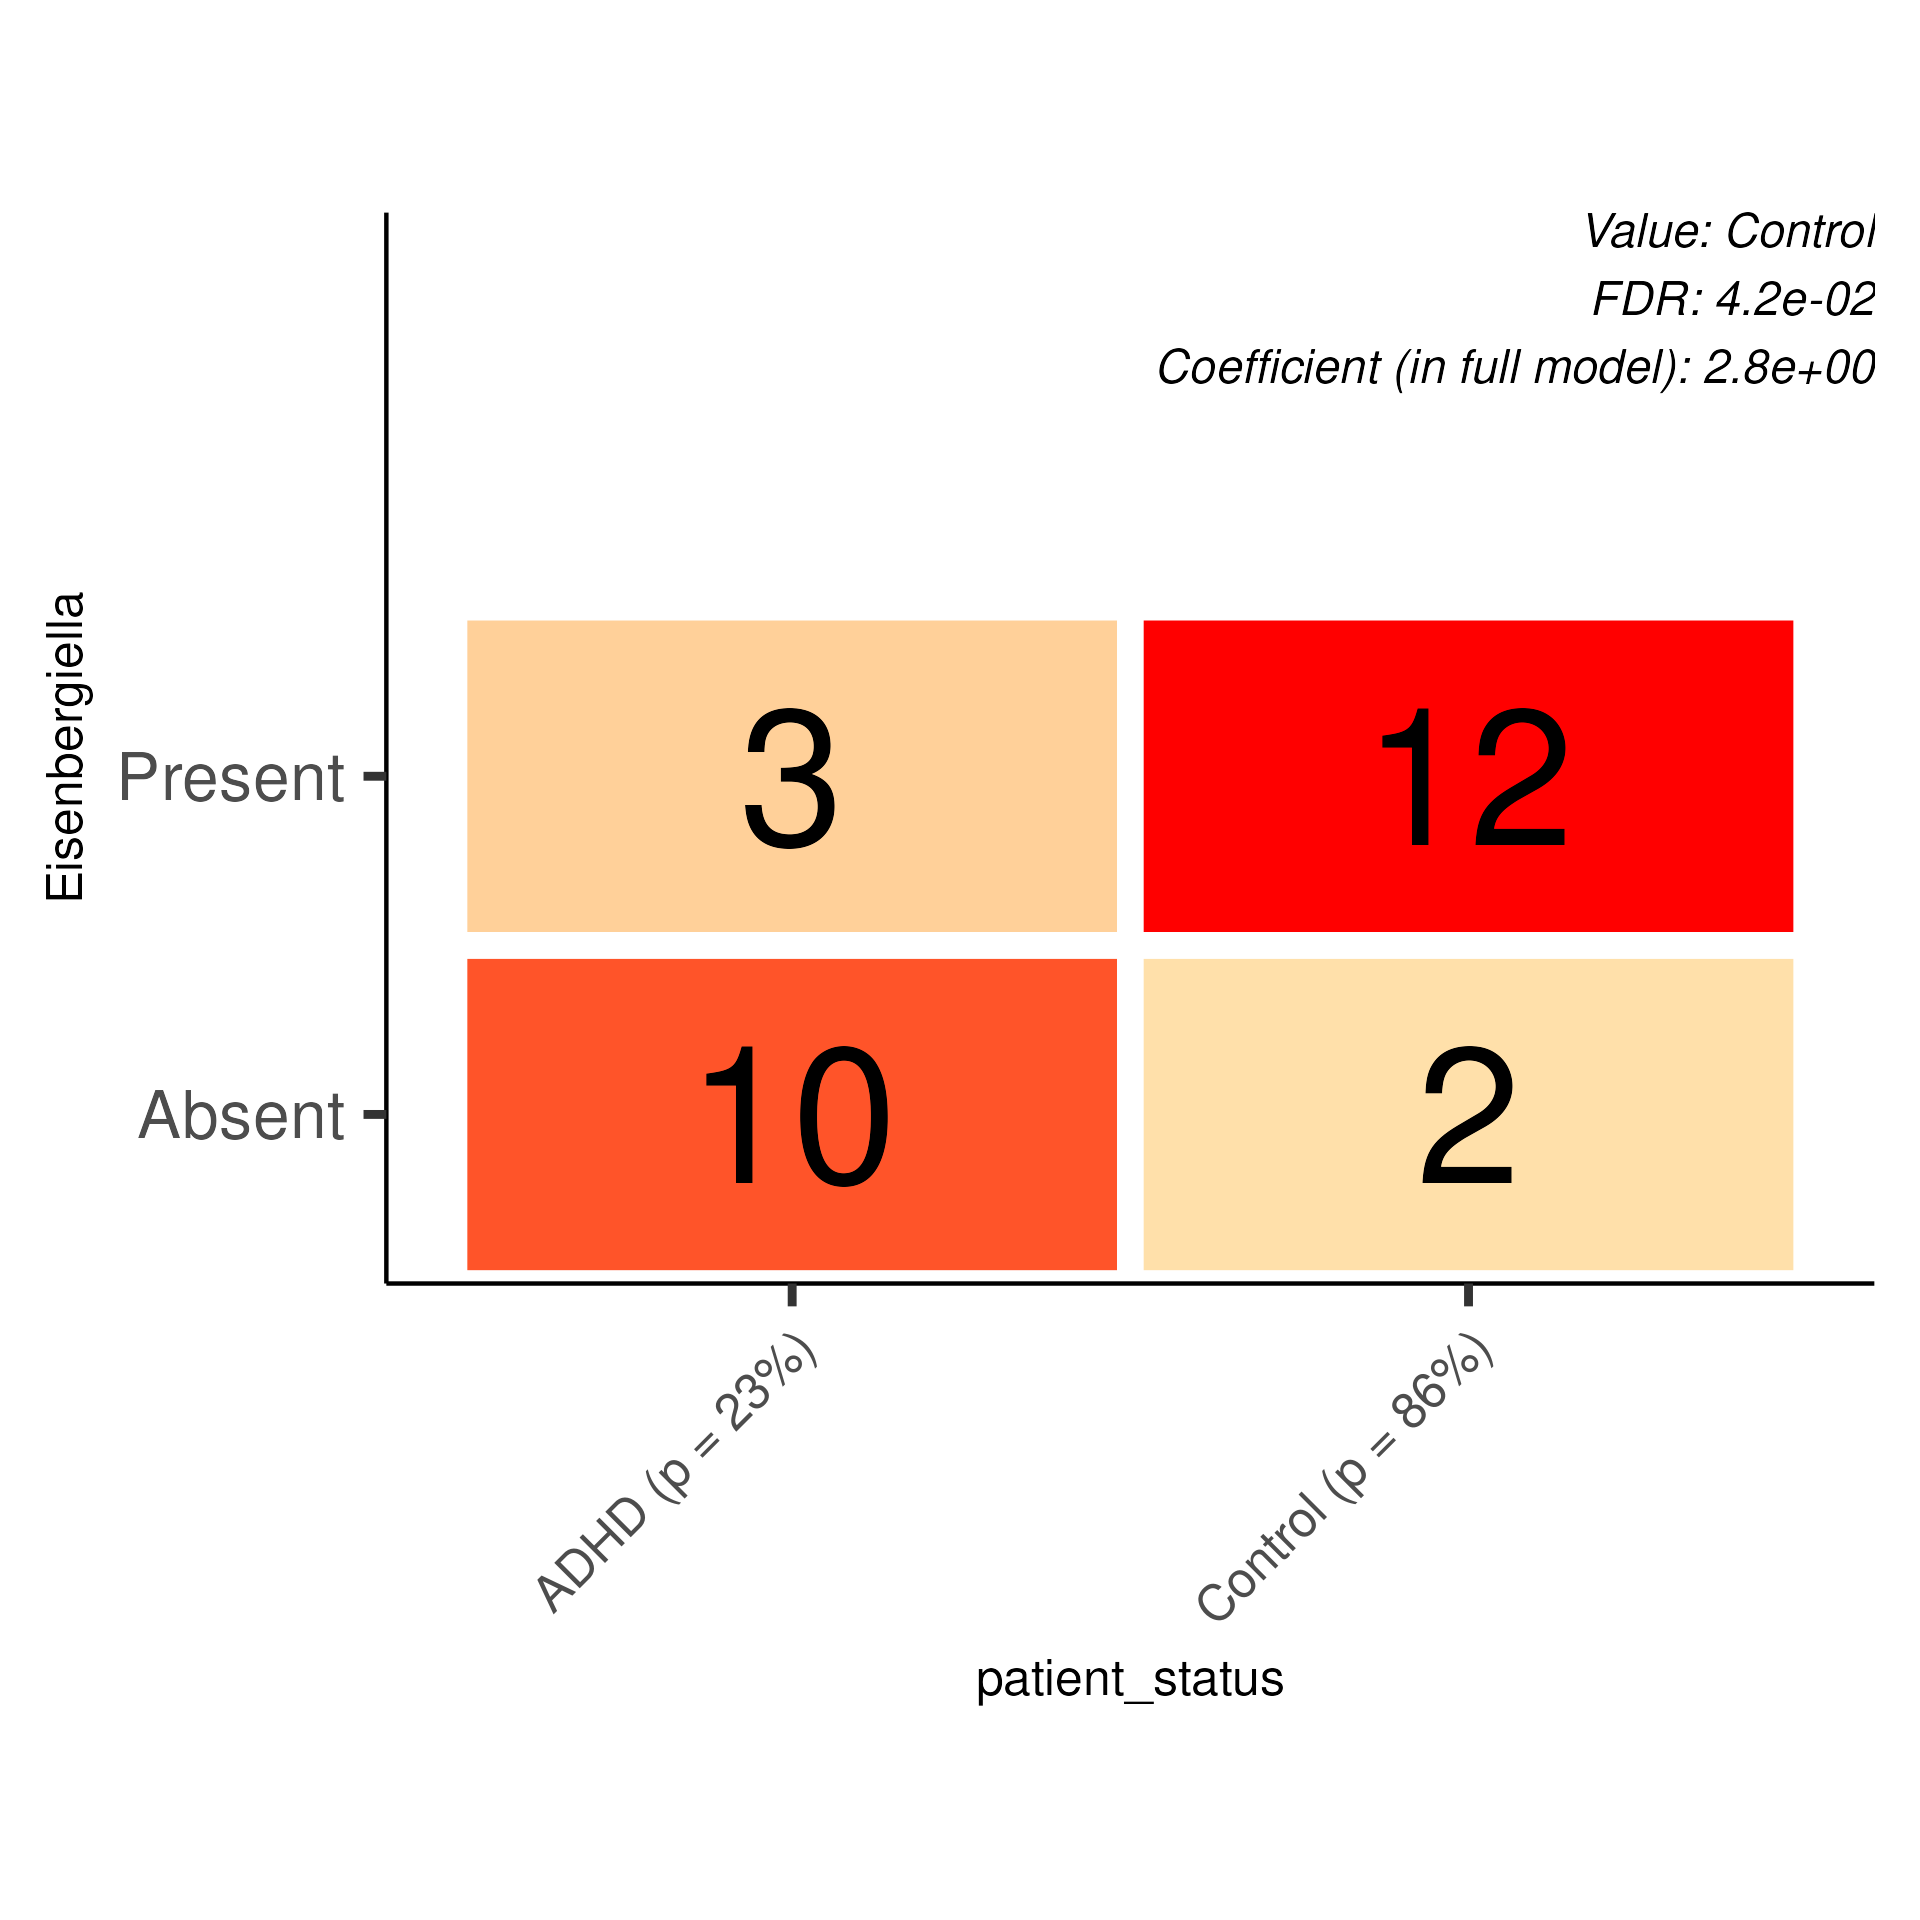 Value: Control
FDR: 4.2e-02
Coefficient (in full model): 2.8e+00
Eisenbergiella
Present
3
12
Absent
10
2
ADHD (p = 23%)
Control (p = 86%)
patient_status